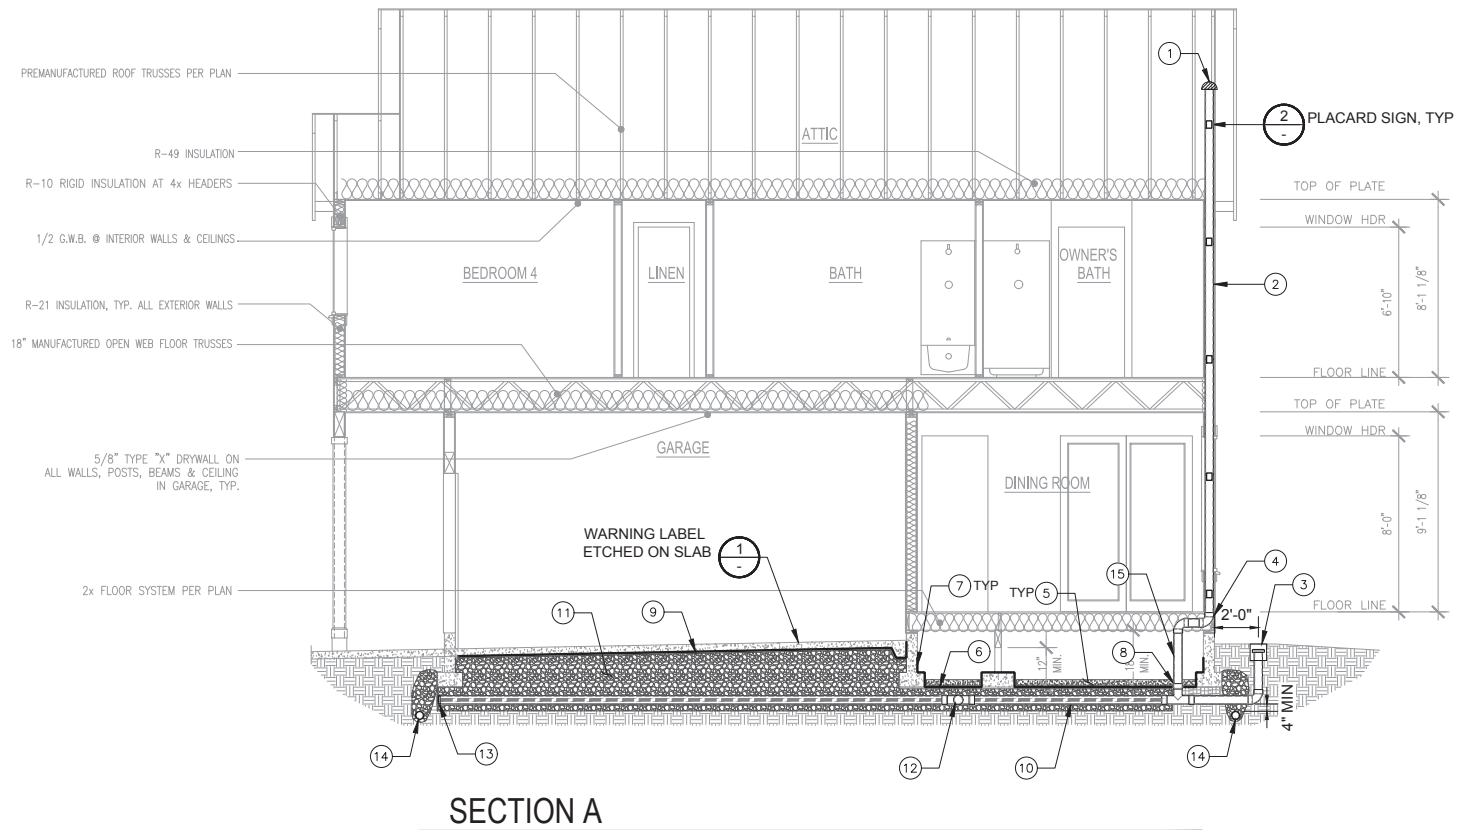 1
PREMANUFACTURED ROOF TRUSSES PER PLAN
2
-
PLACARD SIGN, TYP
ATTIC
R-49 INSULATION
R-10 RIGID INSULATION AT 4x HEADERS
TOP OF PLATE
WINDOW HDR
1/2 G.W.B. @ INTERIOR WALLS & CEILINGS
BEDROOM 4
LINEN
BATH
OWNER'S
BATH
2
6'-10"
8'-1 1/8"
R-21 INSULATION, TYP. ALL EXTERIOR WALLS
18" MANUFACTURED OPEN WEB FLOOR TRUSSES
FLOOR LINE
TOP OF PLATE
WINDOW HDR
GARAGE
5/8" TYPE "X" DRYWALL ON
ALL WALLS, POSTS, BEAMS & CEILING
IN GARAGE, TYP.
DINING ROOM
8'-0"
9'-1 1/8"
WARNING LABEL
ETCHED ON SLAB
1
-
2x FLOOR SYSTEM PER PLAN
11
9
7 TYP
TYP 5
15
4
3
FLOOR LINE
2'-0"
6
12"
MIN.
8
18"
MIN.
4" MIN
14
13
12
10
14
SECTION A